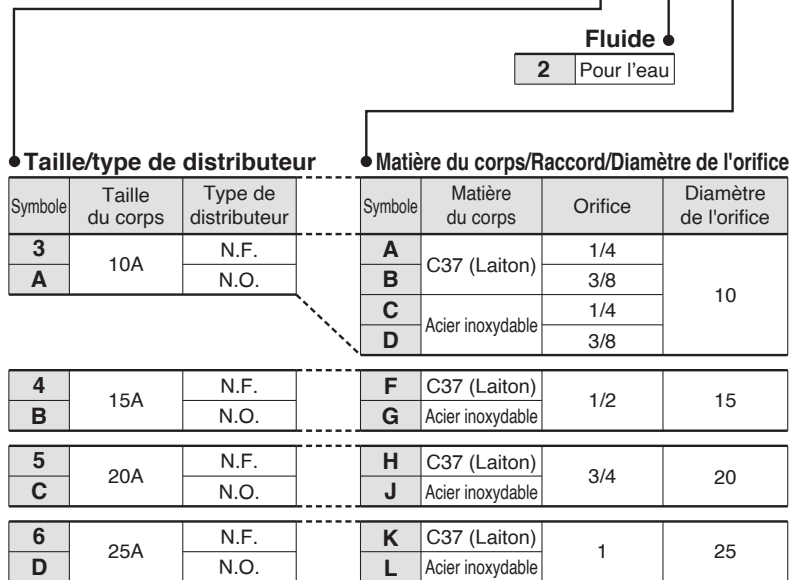 Fluide
2 Pour l'eau
Taille/type de distributeur
Symbole Taille du corps Type de distributeur
3 10A N.F.
A N.O.
4 15A N.F.
B N.O.
5 20A N.F.
C N.O.
6 25A N.F.
D N.O.
Matière du corps/Raccord/Diamètre de l'orifice
Symbole Matière du corps Orifice Diamètre de l'orifice
A C37 (Laiton) 1/4 10
B 3/8
C Acier inoxydable 1/4
D 3/8
F C37 (Laiton) 1/2 15
G Acier inoxydable
H C37 (Laiton) 3/4 20
J Acier inoxydable
K C37 (Laiton) 1 25
L Acier inoxydable